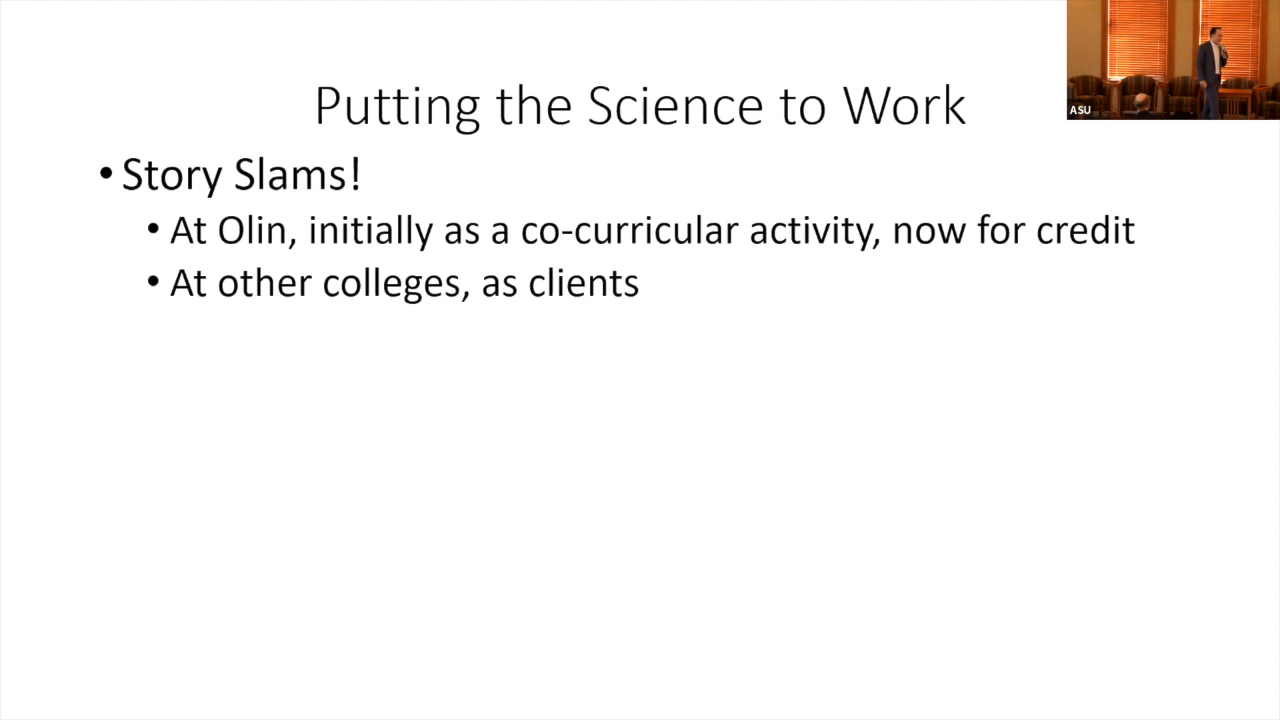 Putting the Science to Work
ASU
• Story Slams!
• At Olin, initially as a co-curricular activity, now for credit
• At other colleges, as clients